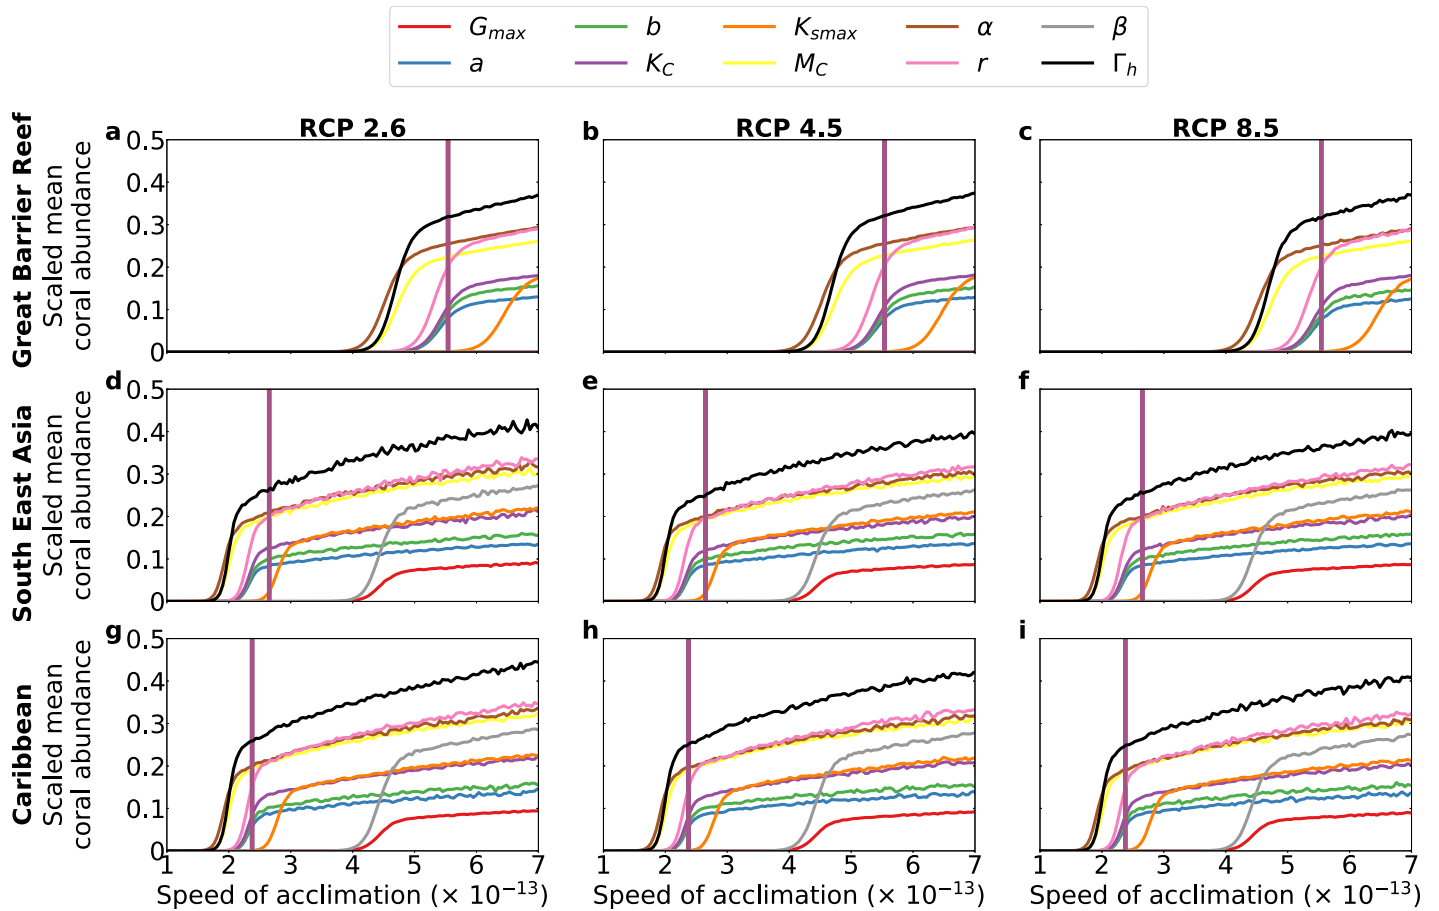 G_max b K_smax α β
a K_C M_C r Γ_h
a RCP 2.6 b RCP 4.5 c RCP 8.5
Great Barrier Reef
Scaled mean
coral abundance
0.5
0.4
0.3
0.2
0.1
0
d e f
South East Asia
Scaled mean
coral abundance
0.5
0.4
0.3
0.2
0.1
0
g h i
Caribbean
Scaled mean
coral abundance
0.5
0.4
0.3
0.2
0.1
0
1 2 3 4 5 6 7 1 3 4 5 6 7 1 2 3 4 5 6 7
Speed of acclimation (× 10⁻¹³) Speed of acclimation (× 10⁻¹³) Speed of acclimation (× 10⁻¹³)